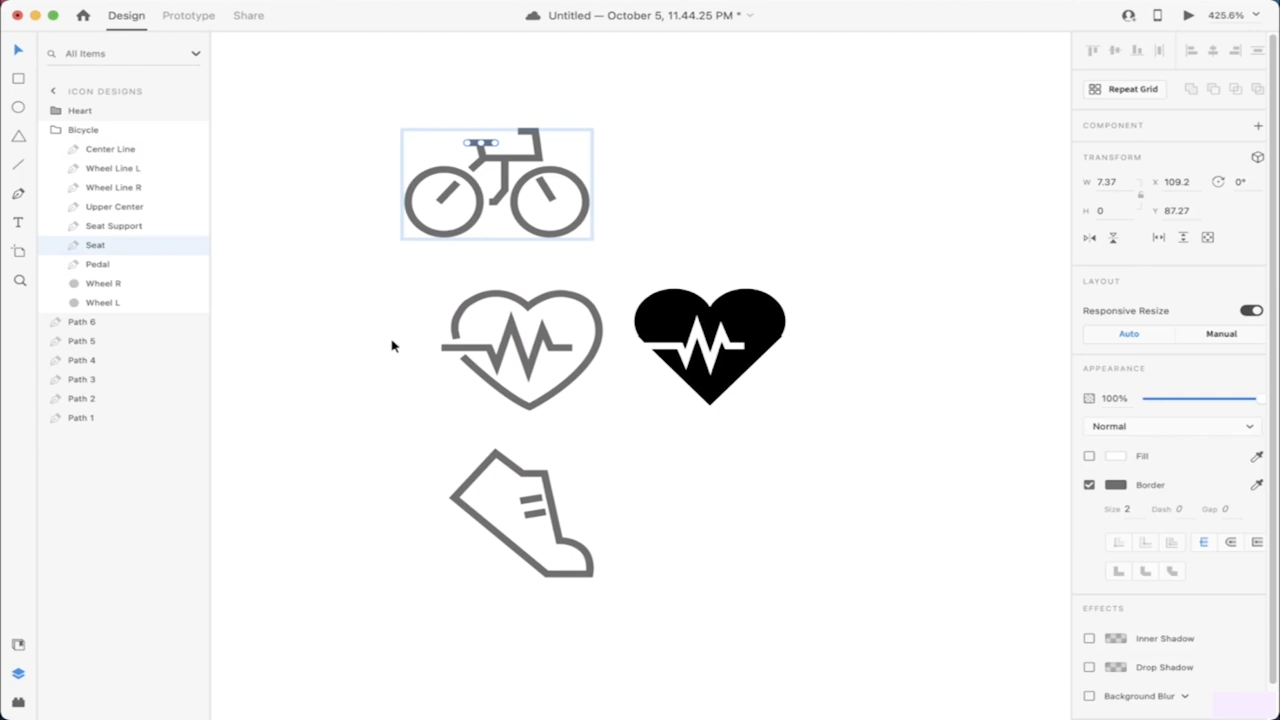 Design Prototype Share
Untitled — October 5, 11.44.25 PM *
425.6%
All Items
ICON DESIGNS
Heart
Bicycle
Center Line
Wheel Line L
Wheel Line R
Upper Center
Seat Support
Seat
Pedal
Wheel R
Wheel L
Path 6
Path 5
Path 4
Path 3
Path 2
Path 1
Repeat Grid
COMPONENT
TRANSFORM
W 7.37 X 109.2 0°
H 0 Y 87.27
LAYOUT
Responsive Resize
Auto Manual
APPEARANCE
100%
Normal
Fill
Border
Size 2 Dash 0 Gap 0
EFFECTS
Inner Shadow
Drop Shadow
Background Blur